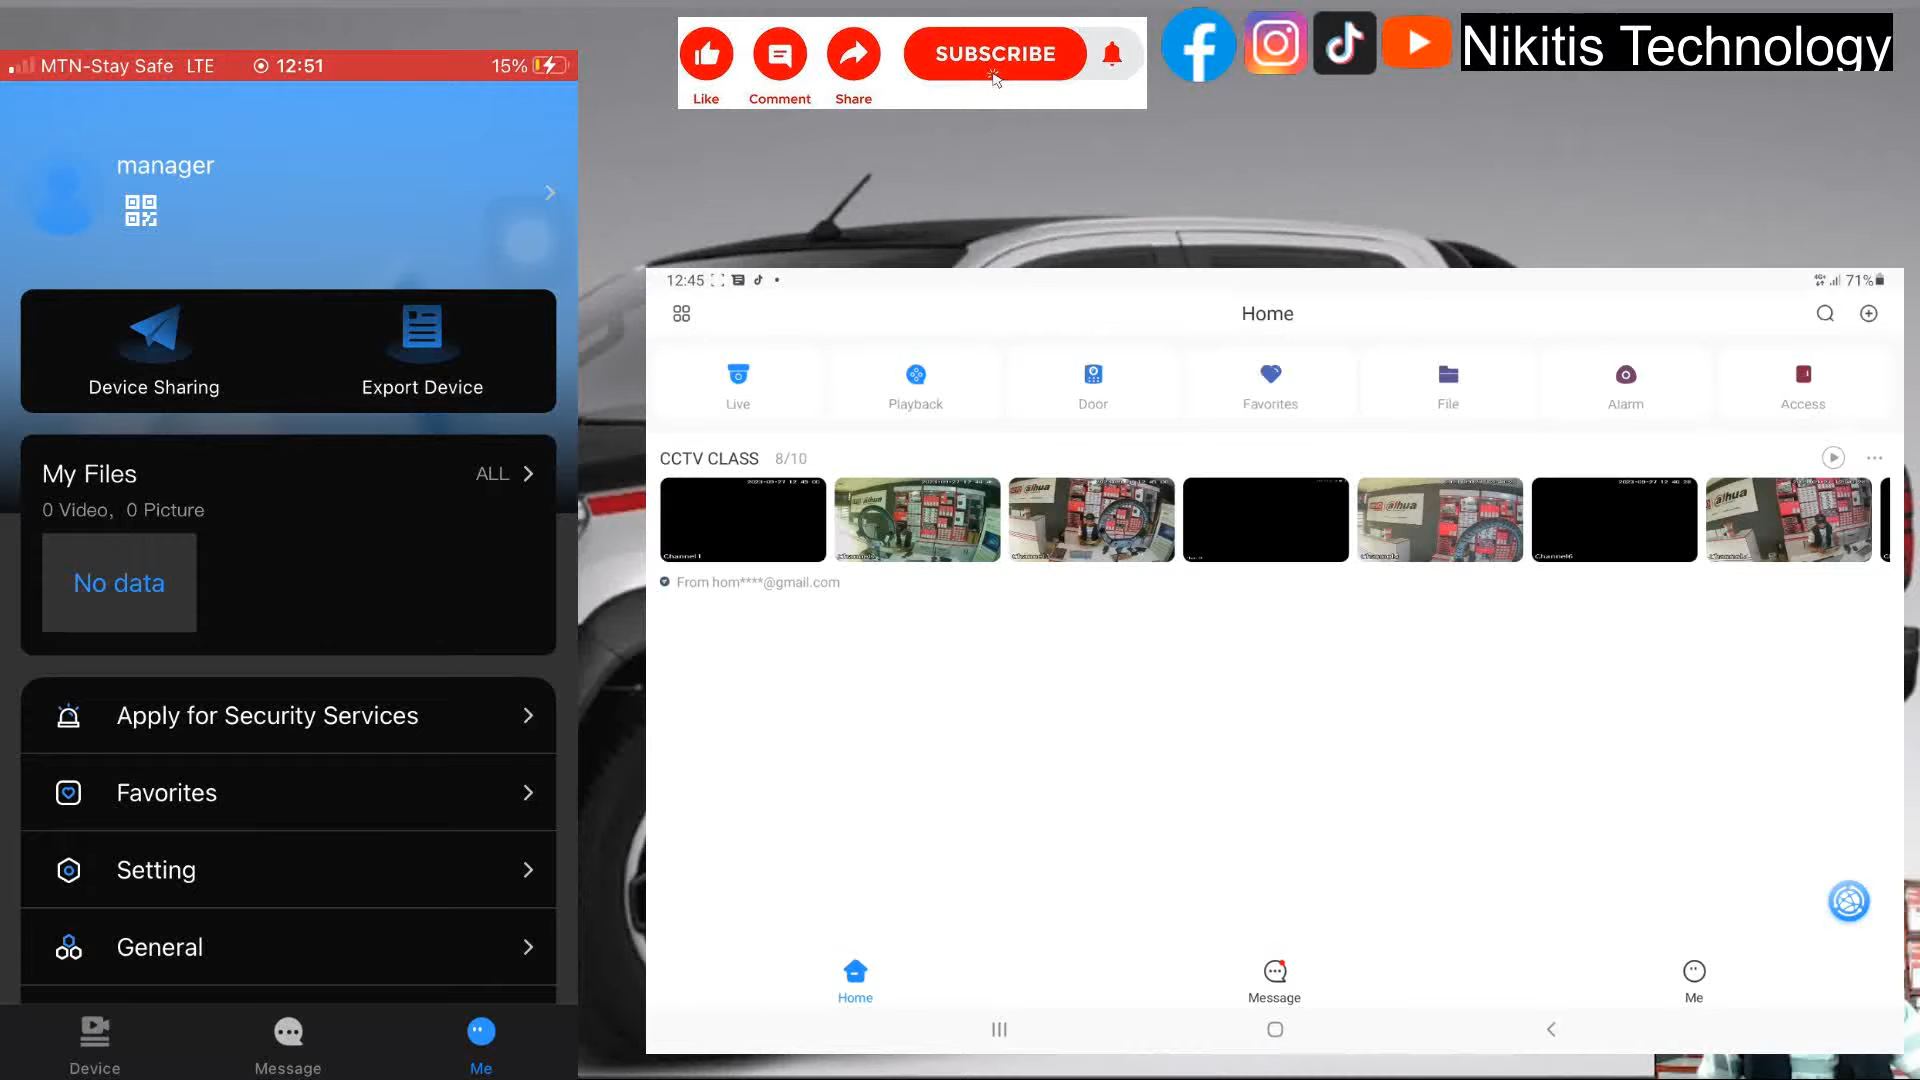 Like
Comment
Share
SUBSCRIBE
Nikitis Technology
MTN-Stay Safe LTE
12:51
15%
manager
Device Sharing
Export Device
My Files
ALL
0 Video, 0 Picture
No data
Apply for Security Services
Favorites
Setting
General
Device
Message
Me
12:45
71%
Home
Live
Playback
Door
Favorites
File
Alarm
Access
CCTV CLASS 8/10
Channel1
Channel6
From hom****@gmail.com
Home
Message
Me